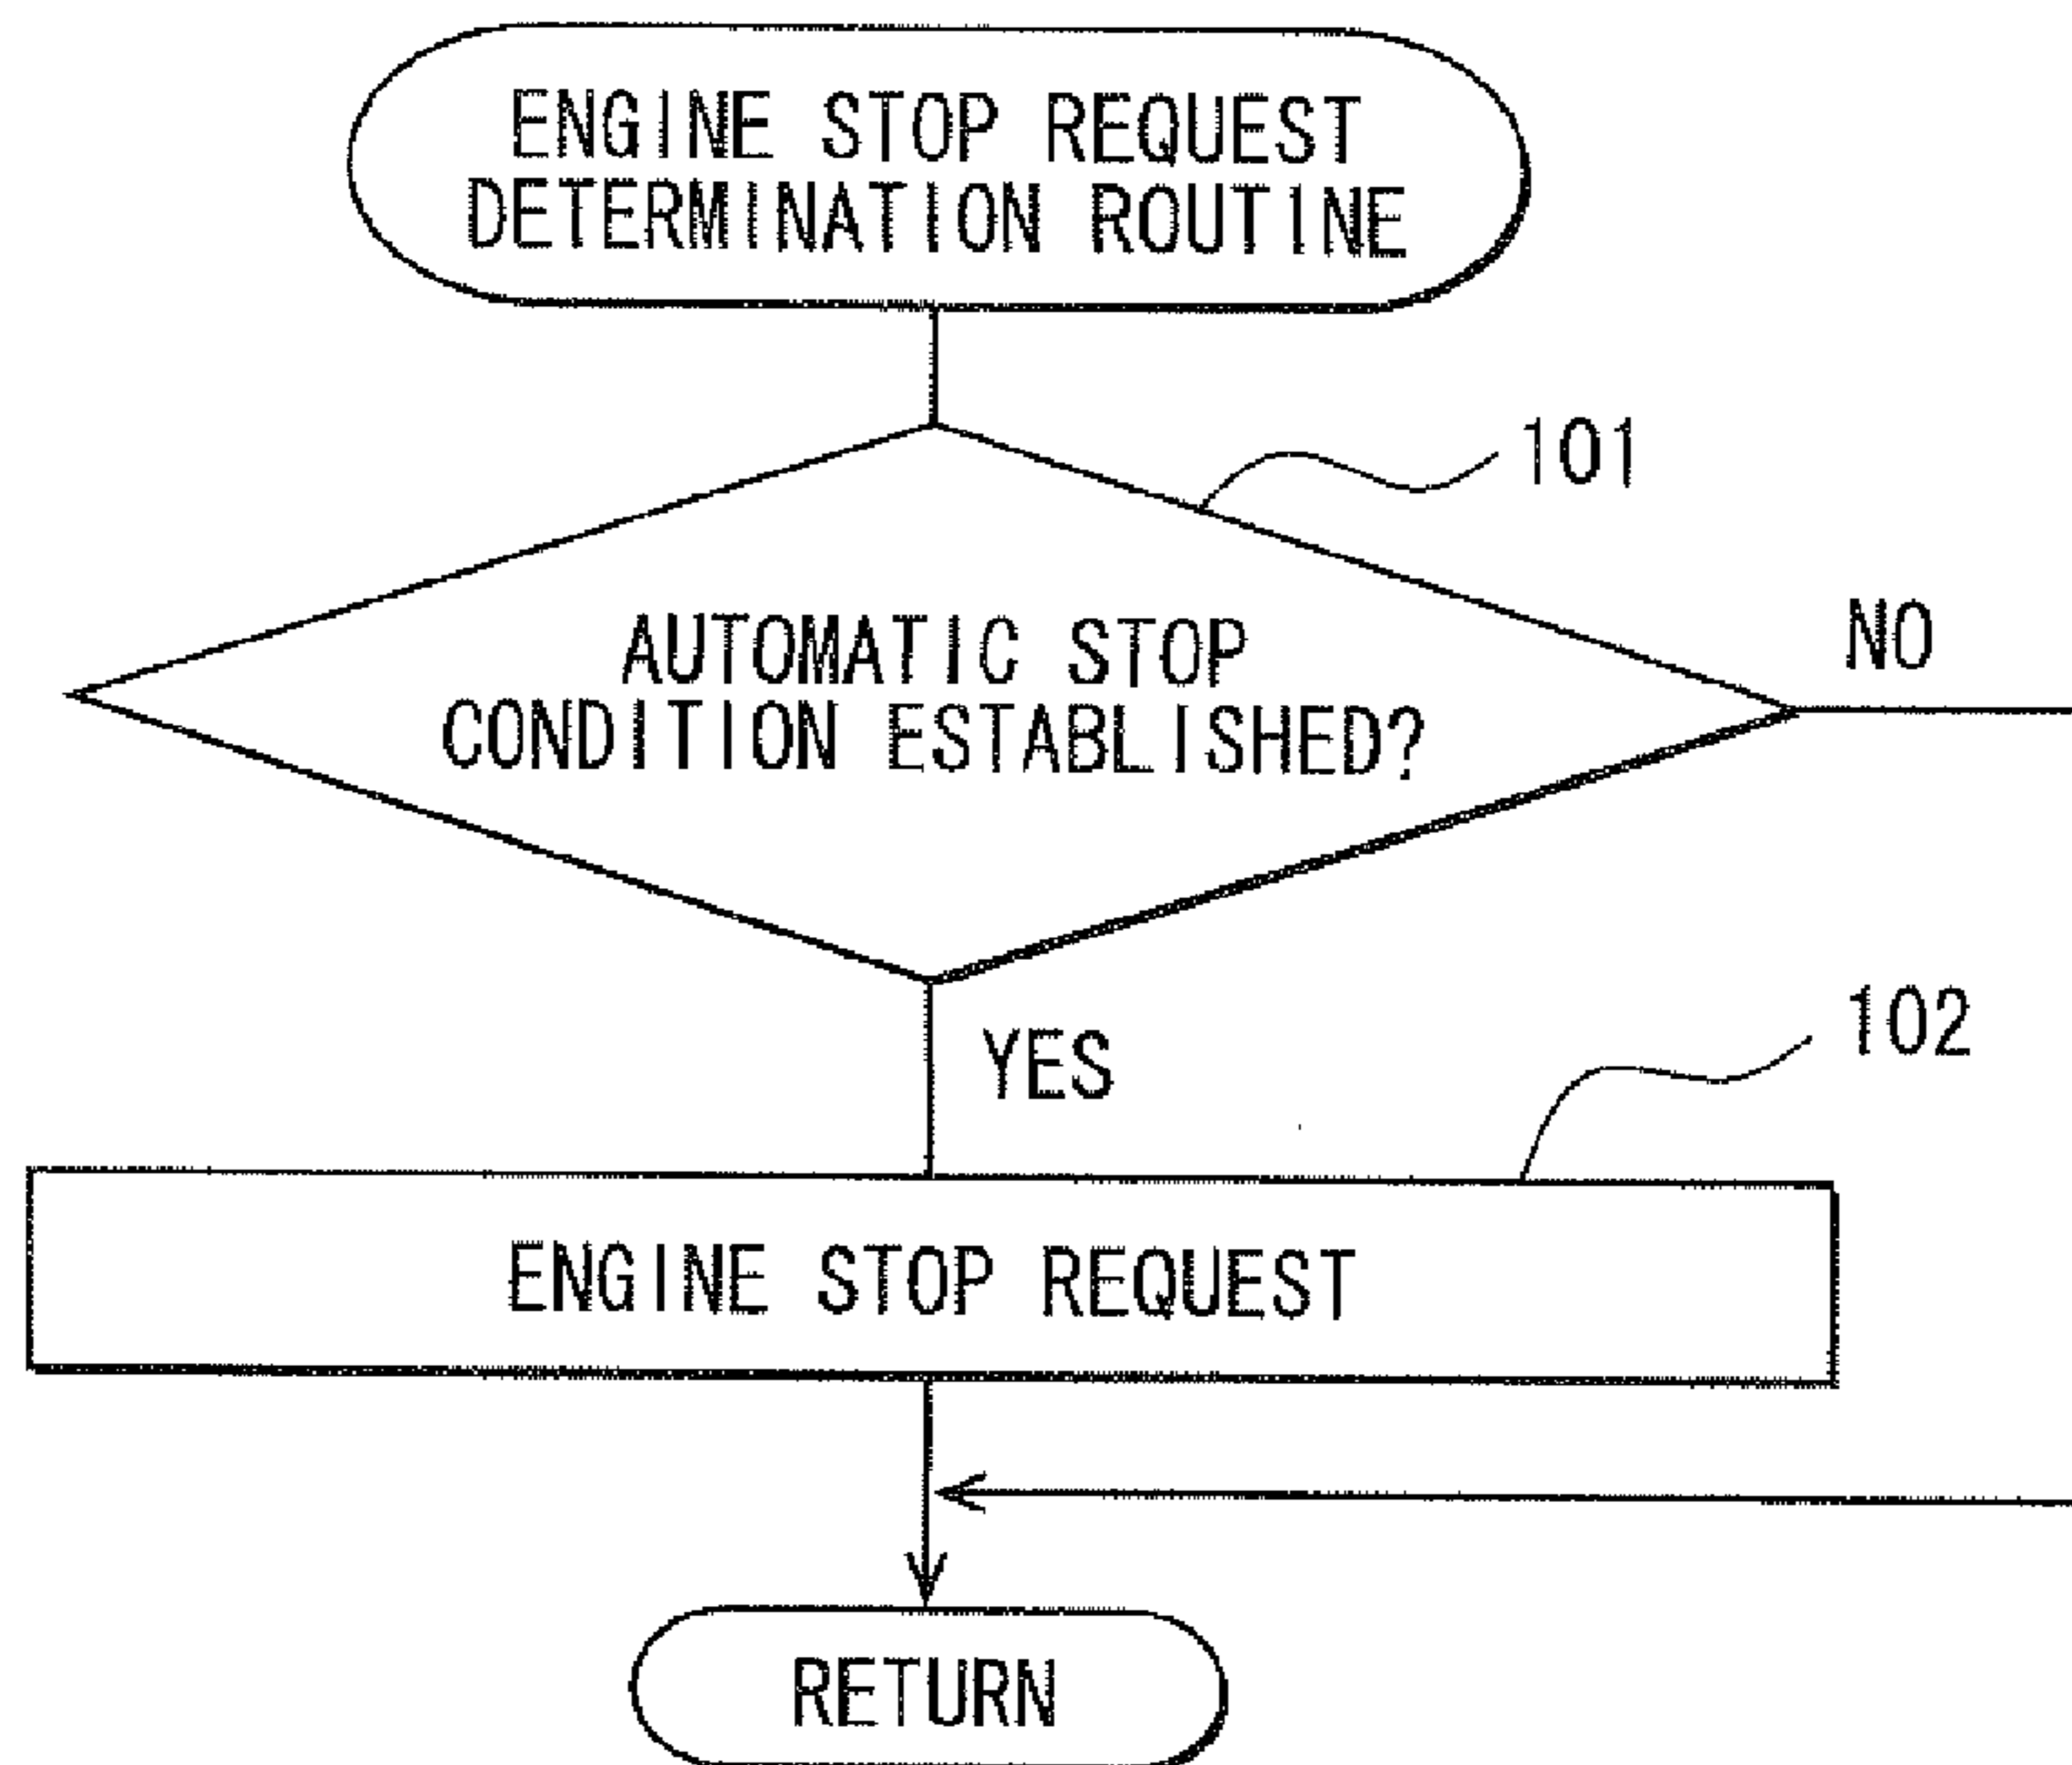 ENGINE STOP REQUEST
DETERMINATION ROUTINE
101
AUTOMATIC STOP
CONDITION ESTABLISHED?
NO
YES
102
ENGINE STOP REQUEST
RETURN